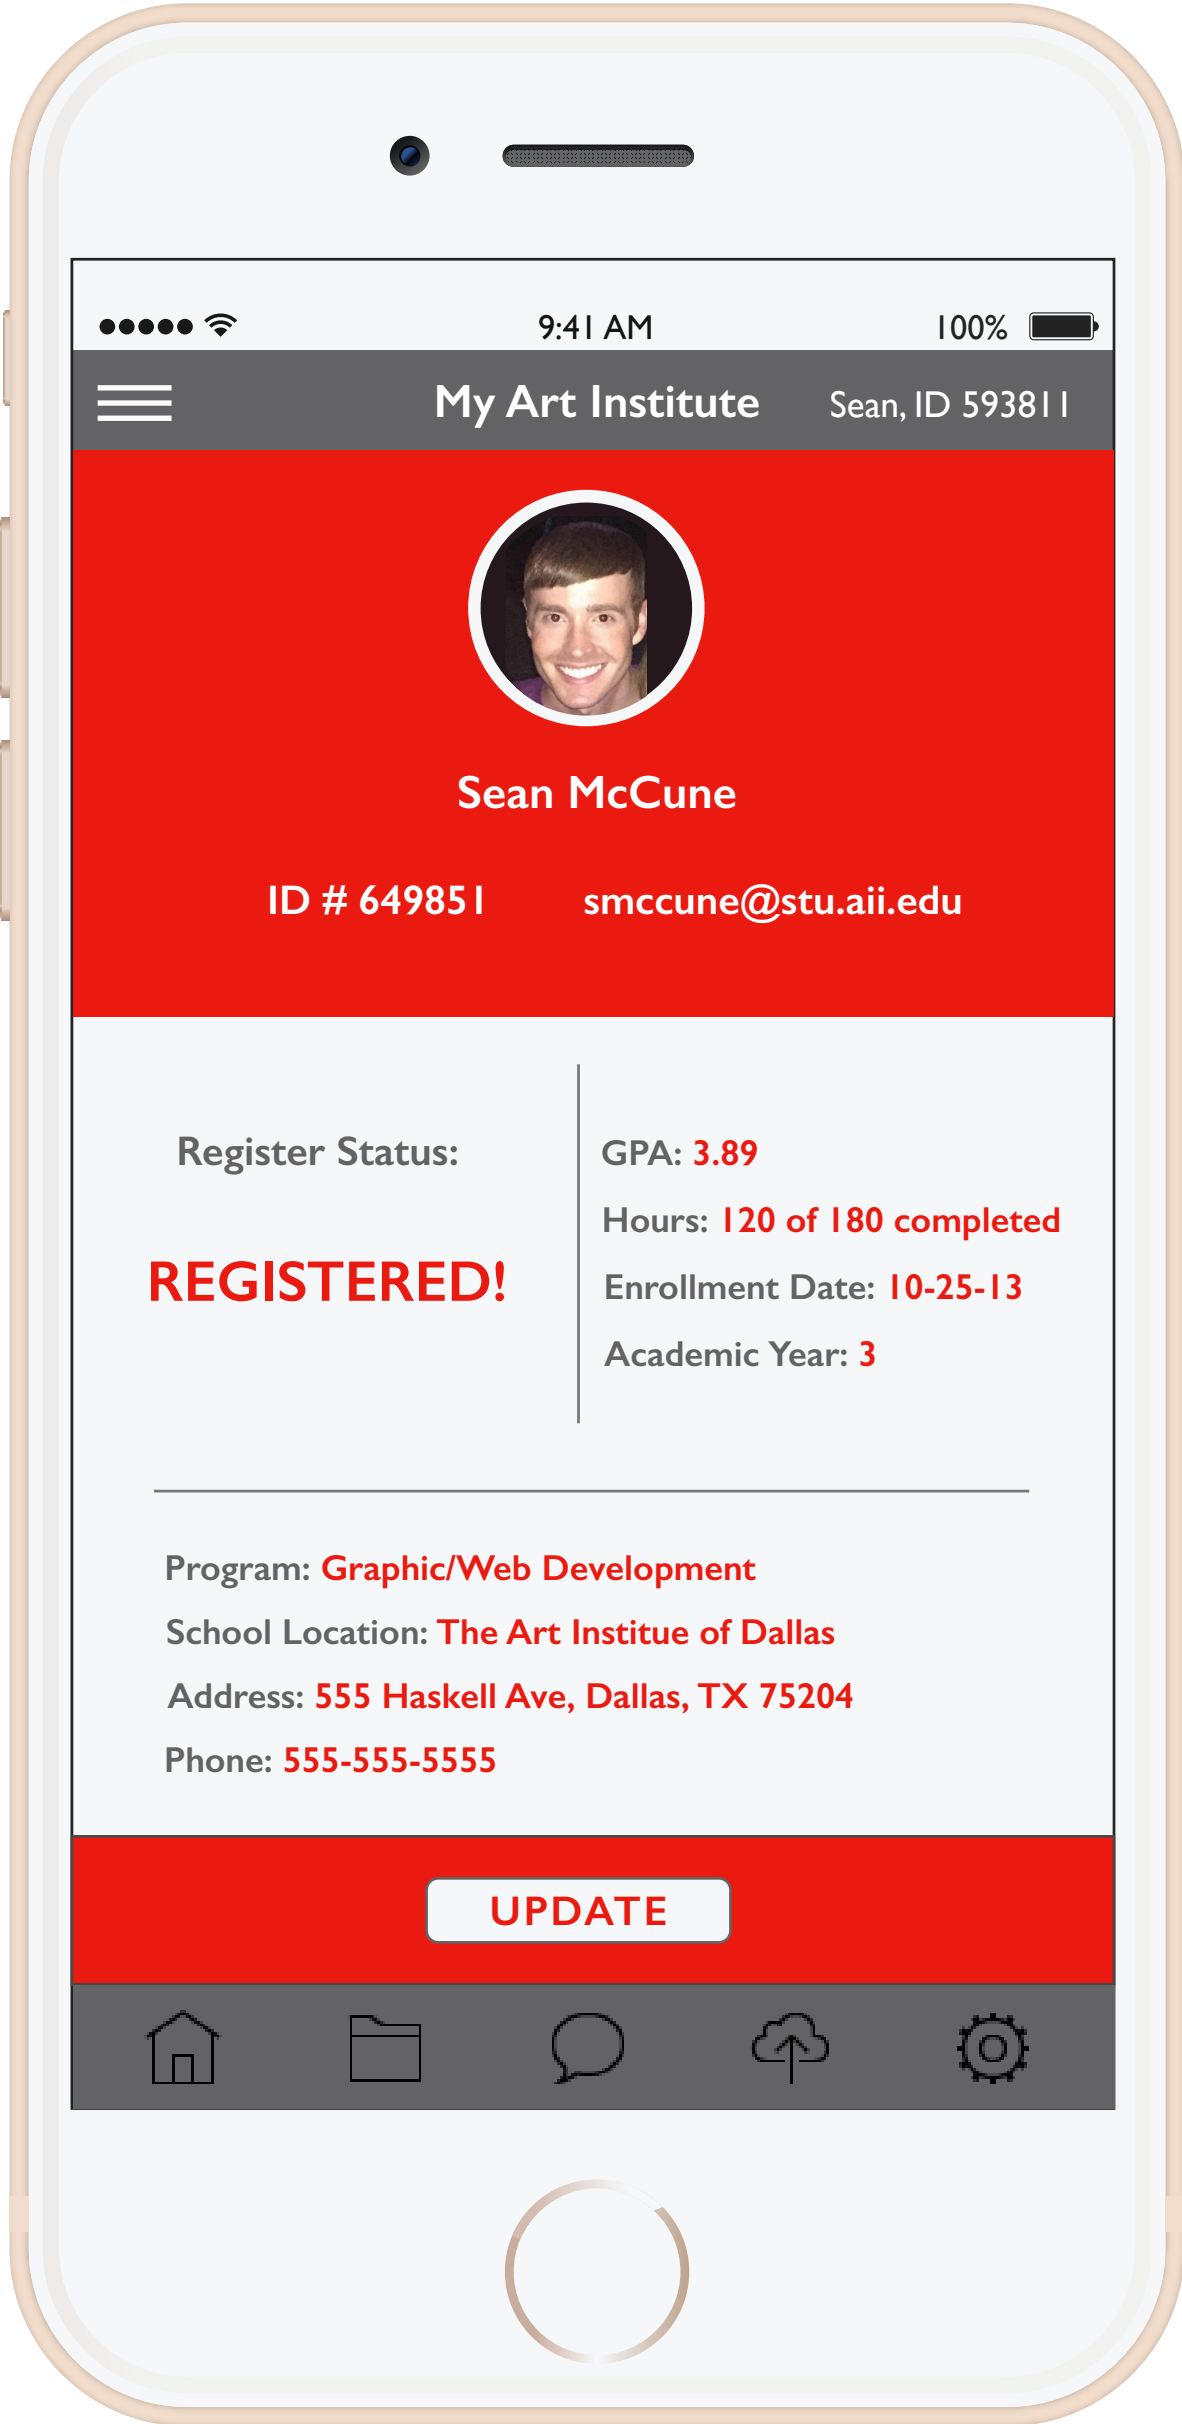 9:41 AM 100%
My Art Institute Sean, ID 593811
Sean McCune
ID # 649851 smccune@stu.aii.edu
Register Status:
REGISTERED!
GPA: 3.89
Hours: 120 of 180 completed
Enrollment Date: 10-25-13
Academic Year: 3
Program: Graphic/Web Development
School Location: The Art Institue of Dallas
Address: 555 Haskell Ave, Dallas, TX 75204
Phone: 555-555-5555
UPDATE